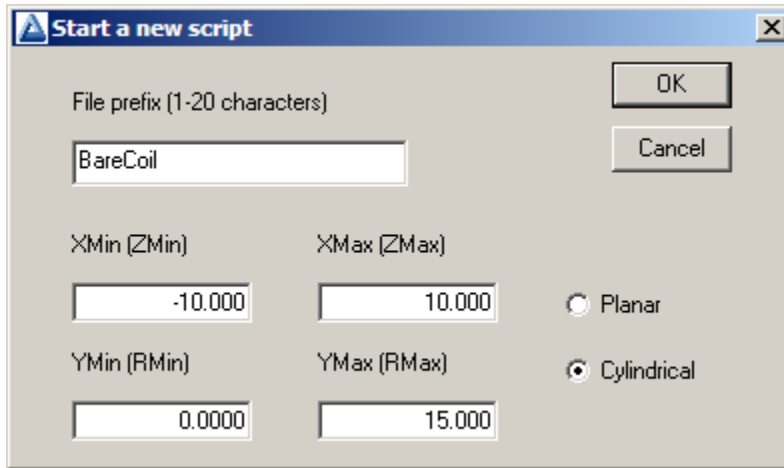 Start a new script
File prefix (1-20 characters)
OK
BareCoil
Cancel
XMin (ZMin) XMax (ZMax)
-10.000 10.000 Planar
YMin (RMin) YMax (RMax) Cylindrical
0.0000 15.000